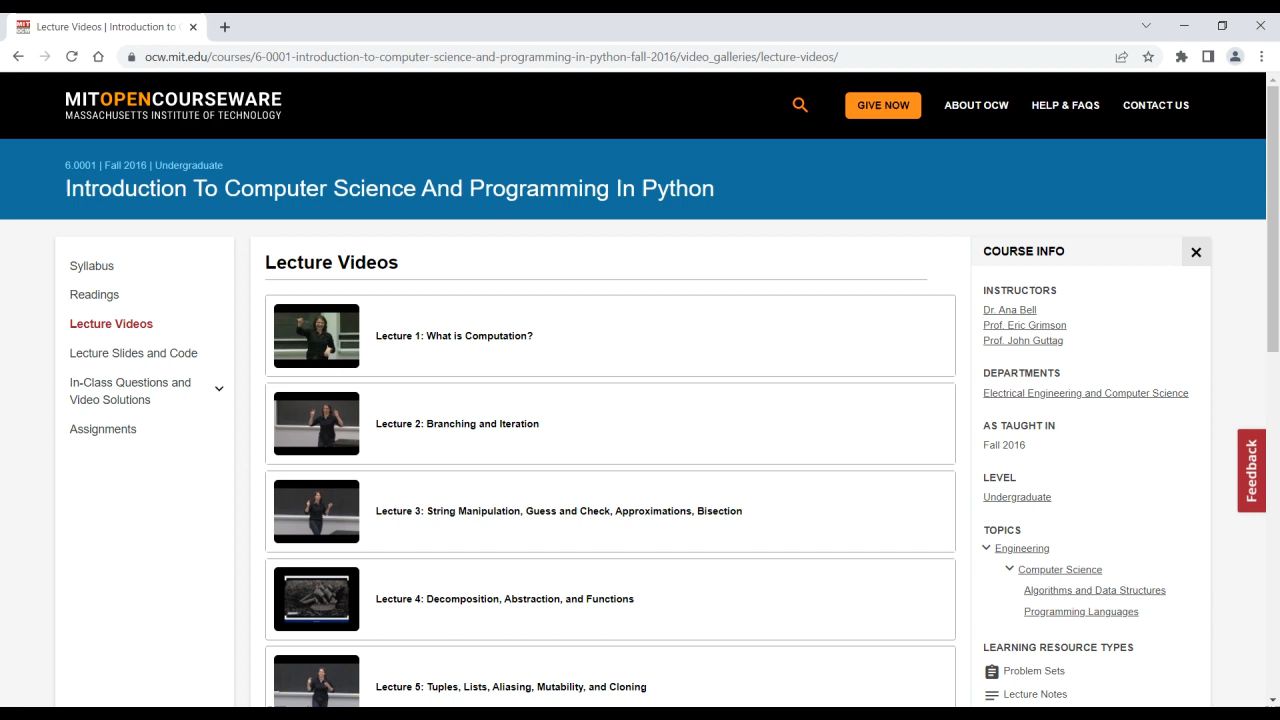 Lecture Videos | Introduction to C
ocw.mit.edu/courses/6-0001-introduction-to-computer-science-and-programming-in-python-fall-2016/video_galleries/lecture-videos/
MITOPENCOURSEWARE
MASSACHUSETTS INSTITUTE OF TECHNOLOGY
GIVE NOW
ABOUT OCW
HELP & FAQS
CONTACT US
6.0001 | Fall 2016 | Undergraduate
Introduction To Computer Science And Programming In Python
Syllabus
Readings
Lecture Videos
Lecture Slides and Code
In-Class Questions and
Video Solutions
Assignments
Lecture Videos
Lecture 1: What is Computation?
Lecture 2: Branching and Iteration
Lecture 3: String Manipulation, Guess and Check, Approximations, Bisection
Lecture 4: Decomposition, Abstraction, and Functions
Lecture 5: Tuples, Lists, Aliasing, Mutability, and Cloning
COURSE INFO
INSTRUCTORS
Dr. Ana Bell
Prof. Eric Grimson
Prof. John Guttag
DEPARTMENTS
Electrical Engineering and Computer Science
AS TAUGHT IN
Fall 2016
LEVEL
Undergraduate
TOPICS
Engineering
Computer Science
Algorithms and Data Structures
Programming Languages
LEARNING RESOURCE TYPES
Problem Sets
Lecture Notes
Feedback